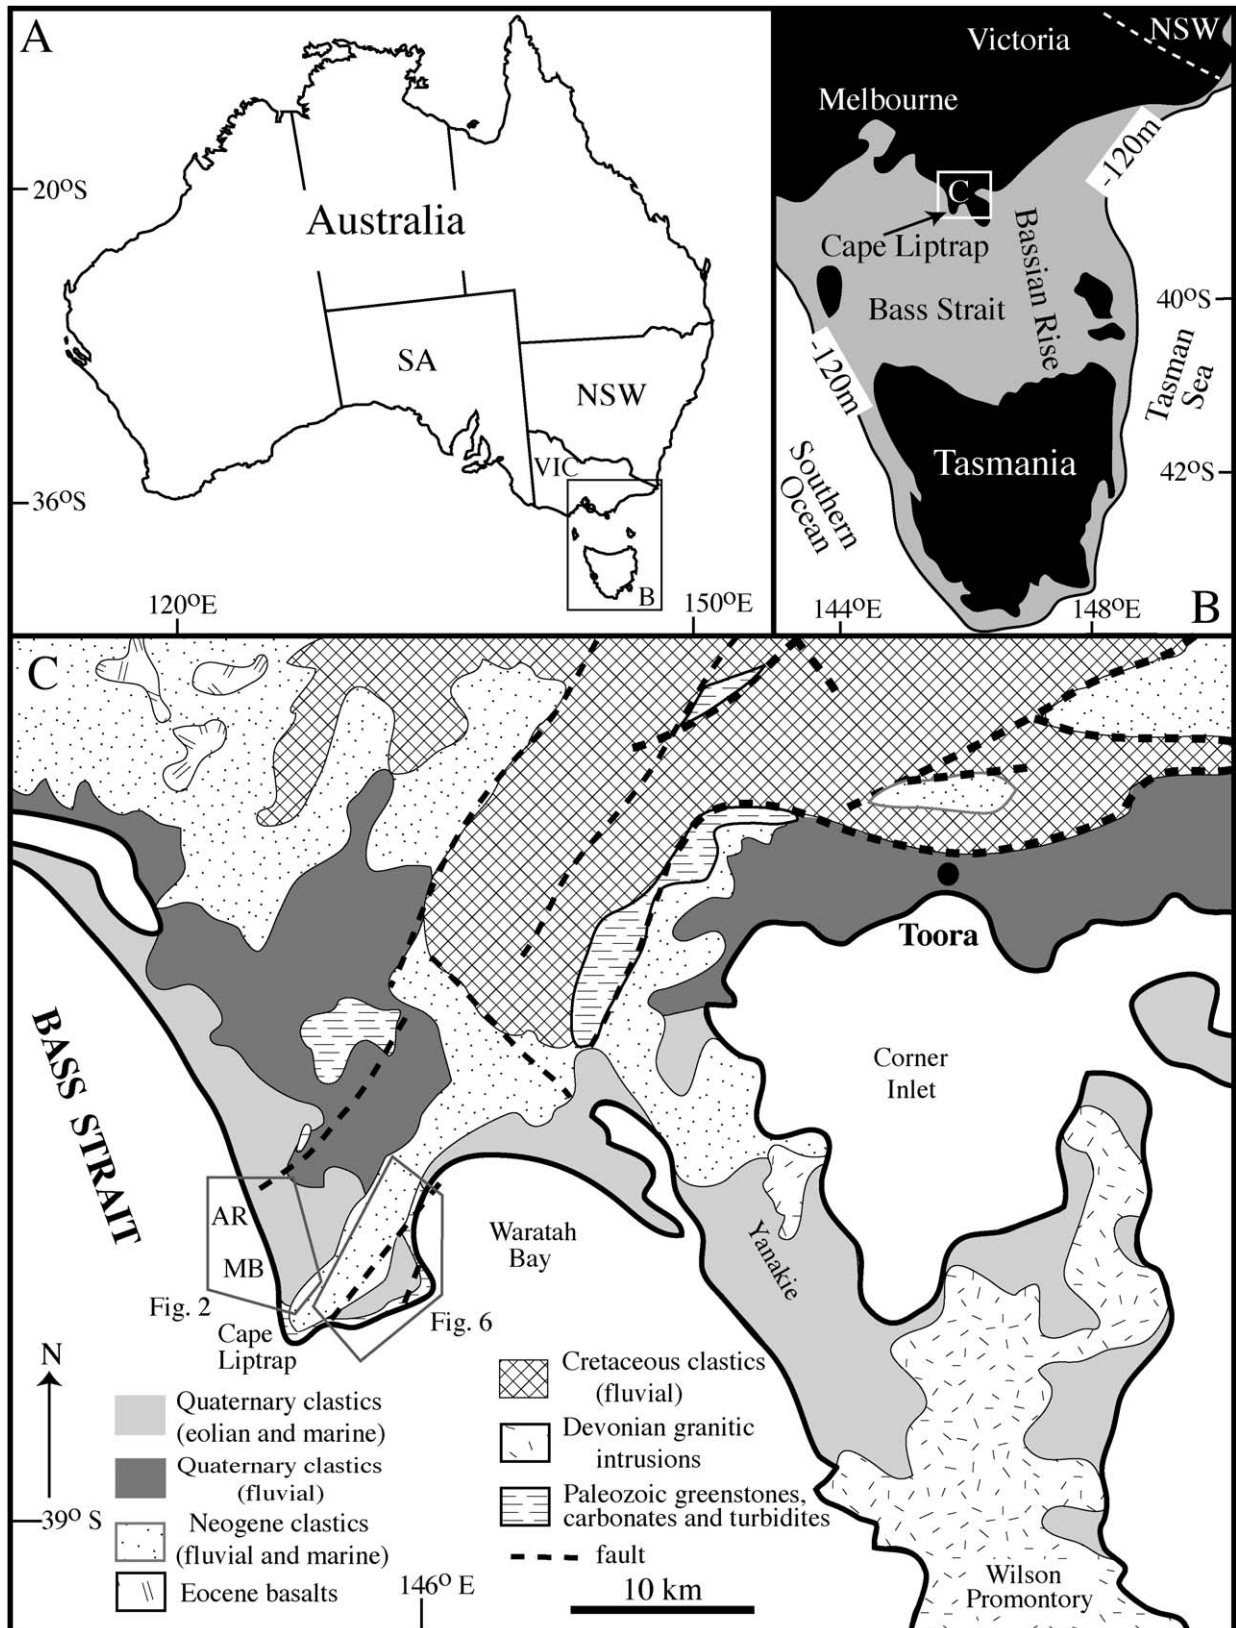 A
20°S
Australia
SA
NSW
VIC
36°S
B
120°E
150°E
Victoria
NSW
Melbourne
-120m
C
Cape Liptrap
Bassian Rise
Bass Strait
40°S
-120m
Tasman
Sea
Tasmania
42°S
Southern
Ocean
144°E
148°E
B
C
Toora
BASS STRAIT
Corner
Inlet
AR
MB
Waratah
Bay
Yanakie
Fig. 2
Fig. 6
Cape
Liptrap
N
Quaternary clastics
(eolian and marine)
Quaternary clastics
(fluvial)
39° S
Neogene clastics
(fluvial and marine)
Eocene basalts
Cretaceous clastics
(fluvial)
Devonian granitic
intrusions
Paleozoic greenstones,
carbonates and turbidites
fault
146° E
10 km
Wilson
Promontory